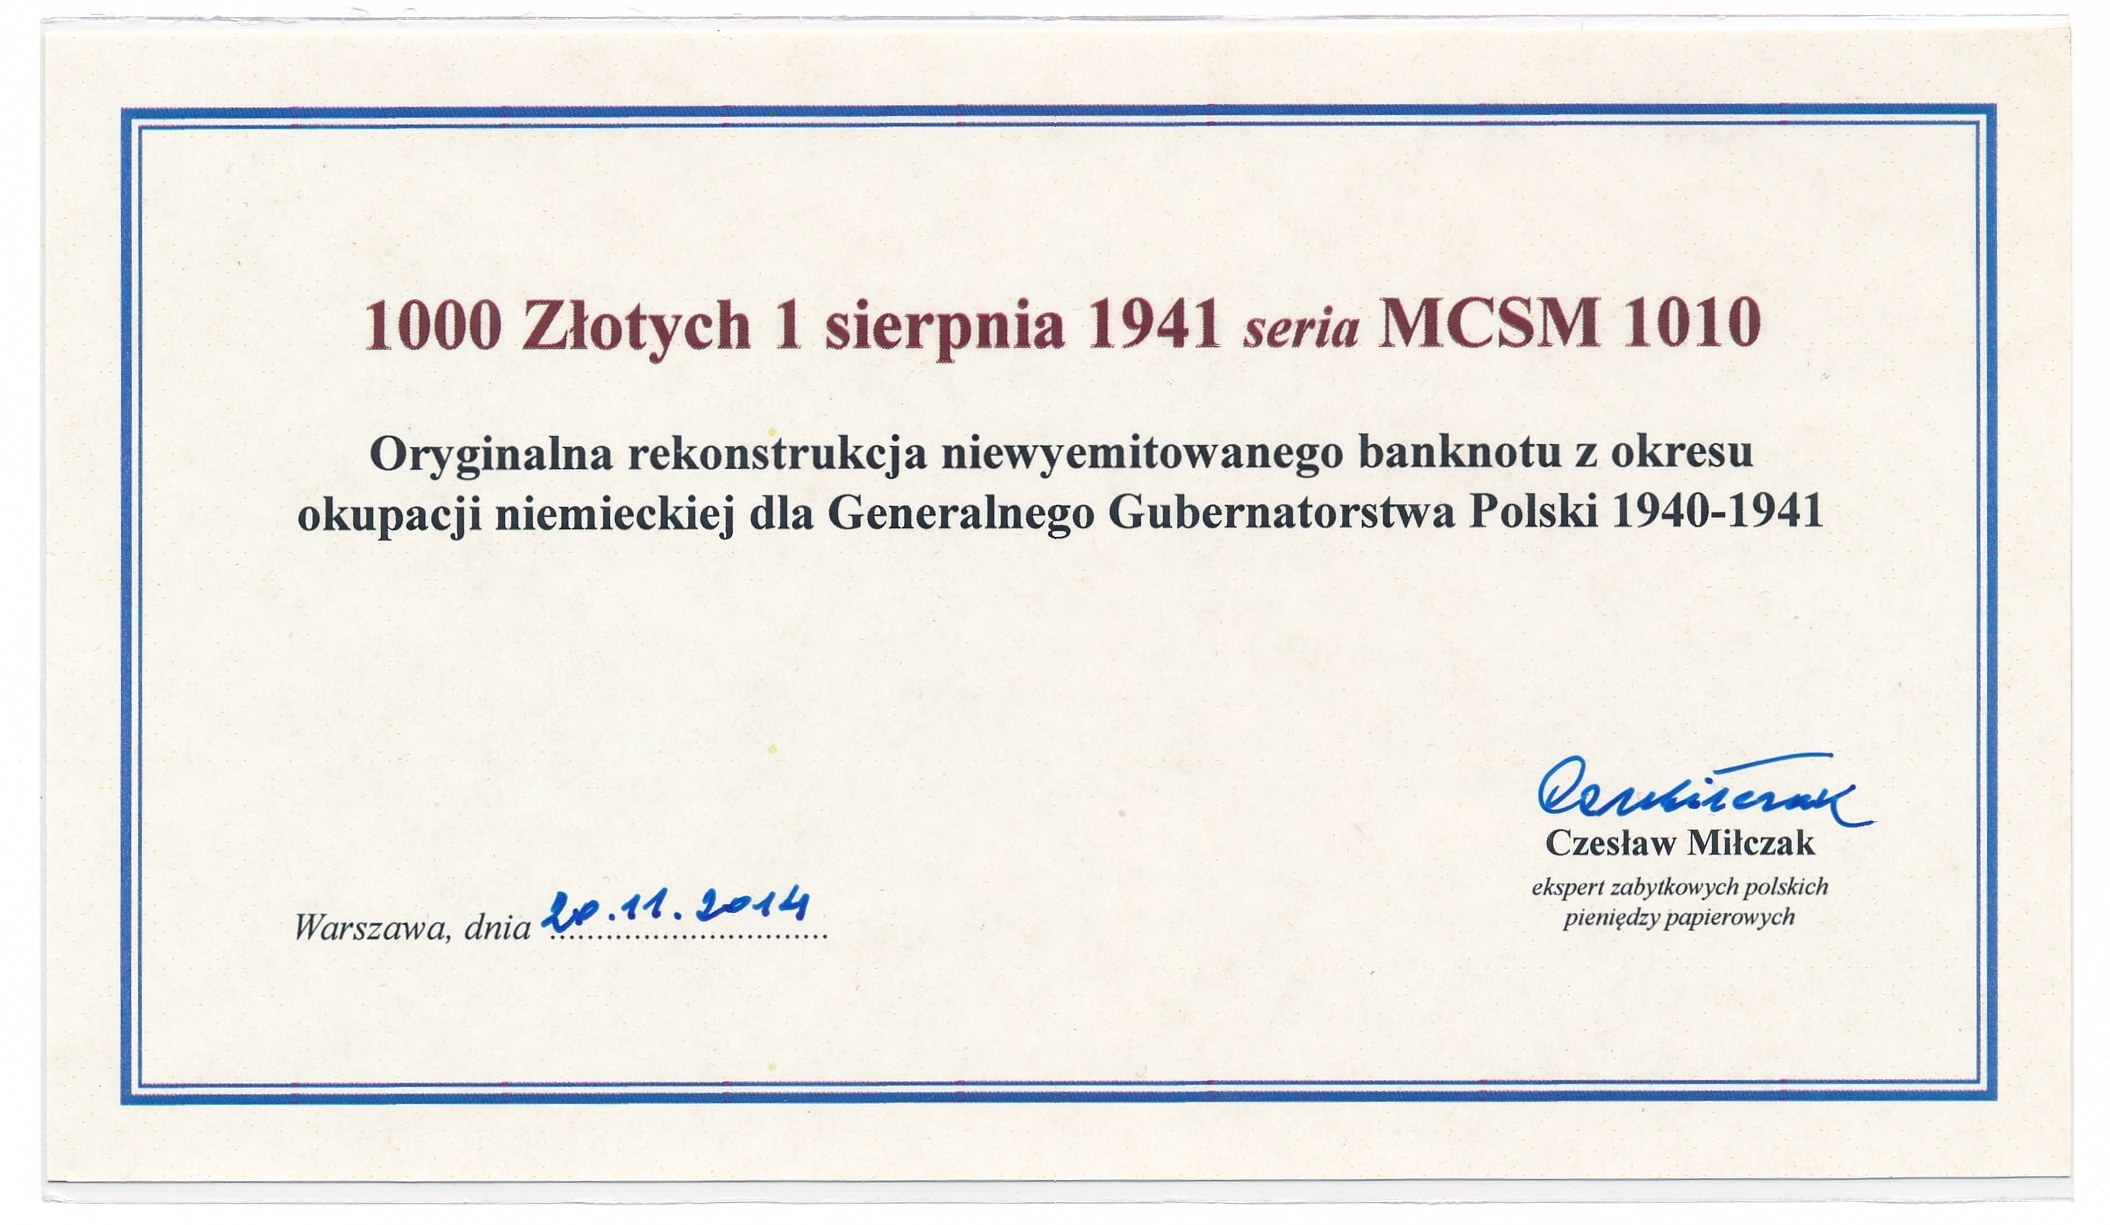 1000 Złotych 1 sierpnia 1941 seria MCSM 1010
Oryginalna rekonstrukcja niewyemitowanego banknotu z okresu
okupacji niemieckiej dla Generalnego Gubernatorstwa Polski 1940-1941
Czesław Miłczak
ekspert zabytkowych polskich
pieniędzy papierowych
Warszawa, dnia 20.11.2014